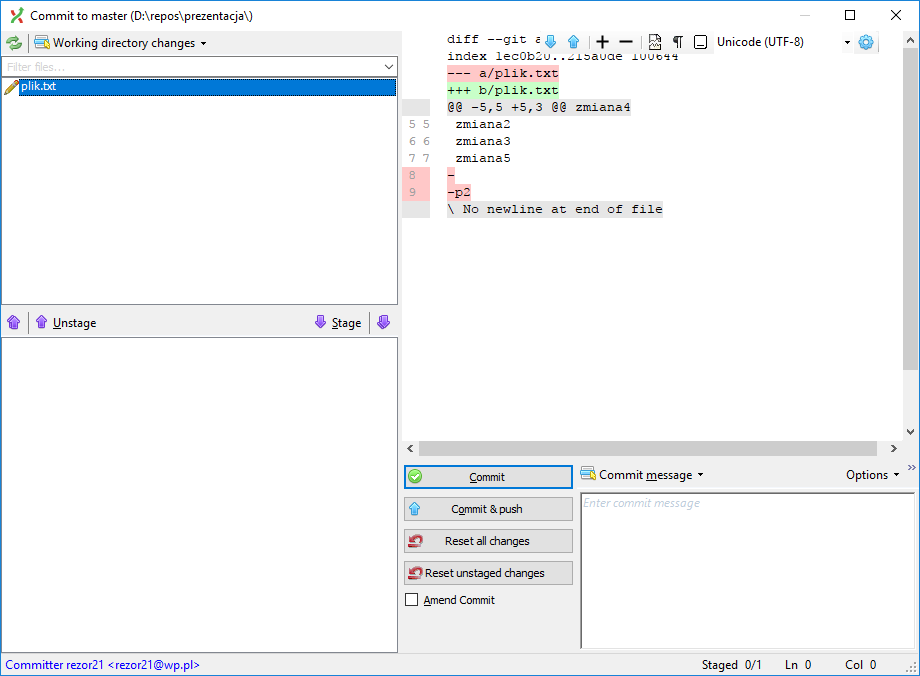 Commit to master (D:\repos\prezentacja\)
Working directory changes
Filter files...
plik.txt
Unstage
Stage
diff --git a
Unicode (UTF-8)
index 1ec0b20..215a0de 100644
--- a/plik.txt
+++ b/plik.txt
@@ -5,5 +5,3 @@ zmiana4
5 5 zmiana2
6 6 zmiana3
7 7 zmiana5
8 -
9 -p2
\ No newline at end of file
Commit
Commit & push
Reset all changes
Reset unstaged changes
Amend Commit
Commit message
Options
Enter commit message
Committer rezor21 <rezor21@wp.pl>
Staged 0/1 Ln 0 Col 0